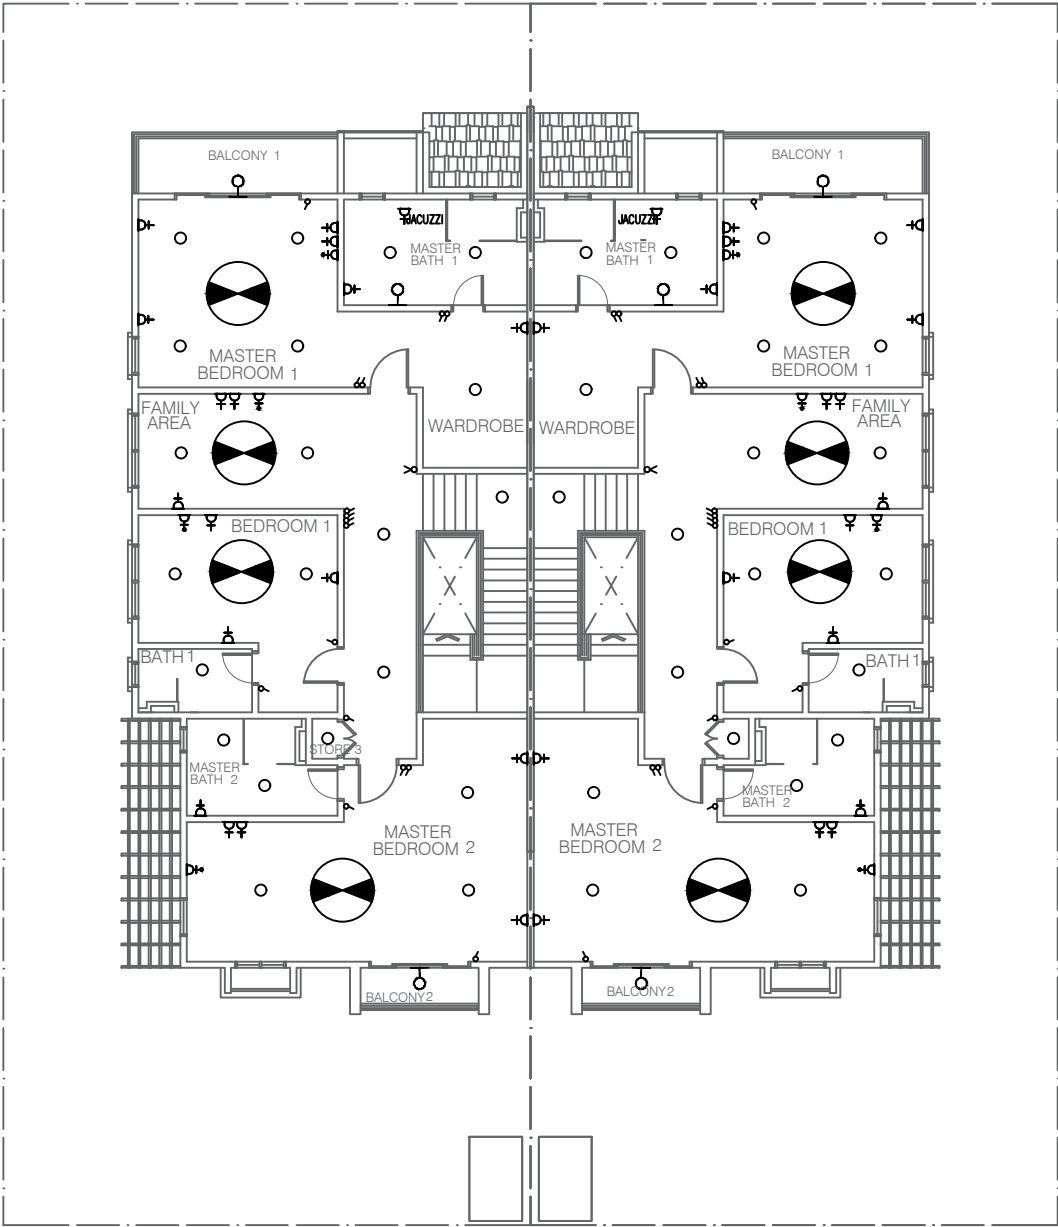 BALCONY 1
BALCONY 1
JACUZZI
JACUZZI
MASTER
BATH 1
MASTER
BATH 1
MASTER
BEDROOM 1
MASTER
BEDROOM 1
FAMILY
AREA
FAMILY
AREA
WARDROBE
WARDROBE
BEDROOM 1
BEDROOM 1
BATH 1
BATH 1
STORE 3
MASTER
BATH 2
MASTER
BATH 2
MASTER
BEDROOM 2
MASTER
BEDROOM 2
BALCONY2
BALCONY2